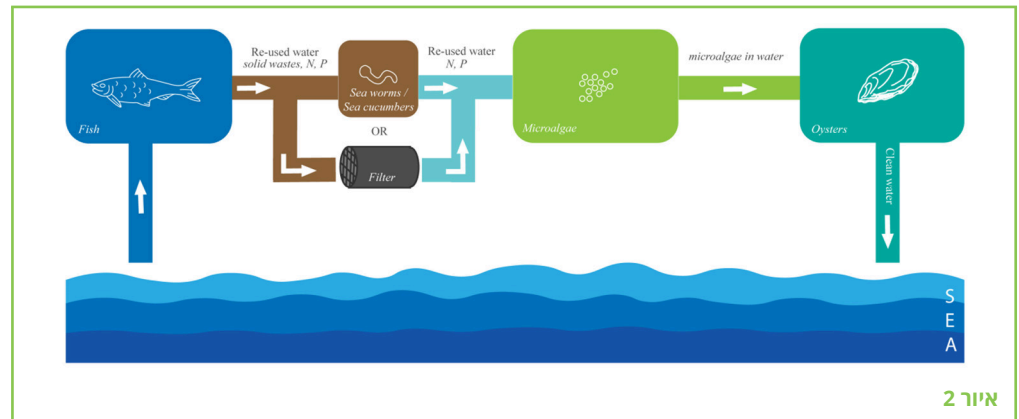 Re-used water
solid wastes, N, P
Re-used water
N, P
microalgae in water
Sea worms /
Sea cucumbers
OR
Filter
Fish
Microalgae
Oysters
Clean water
S
E
A
איור 2